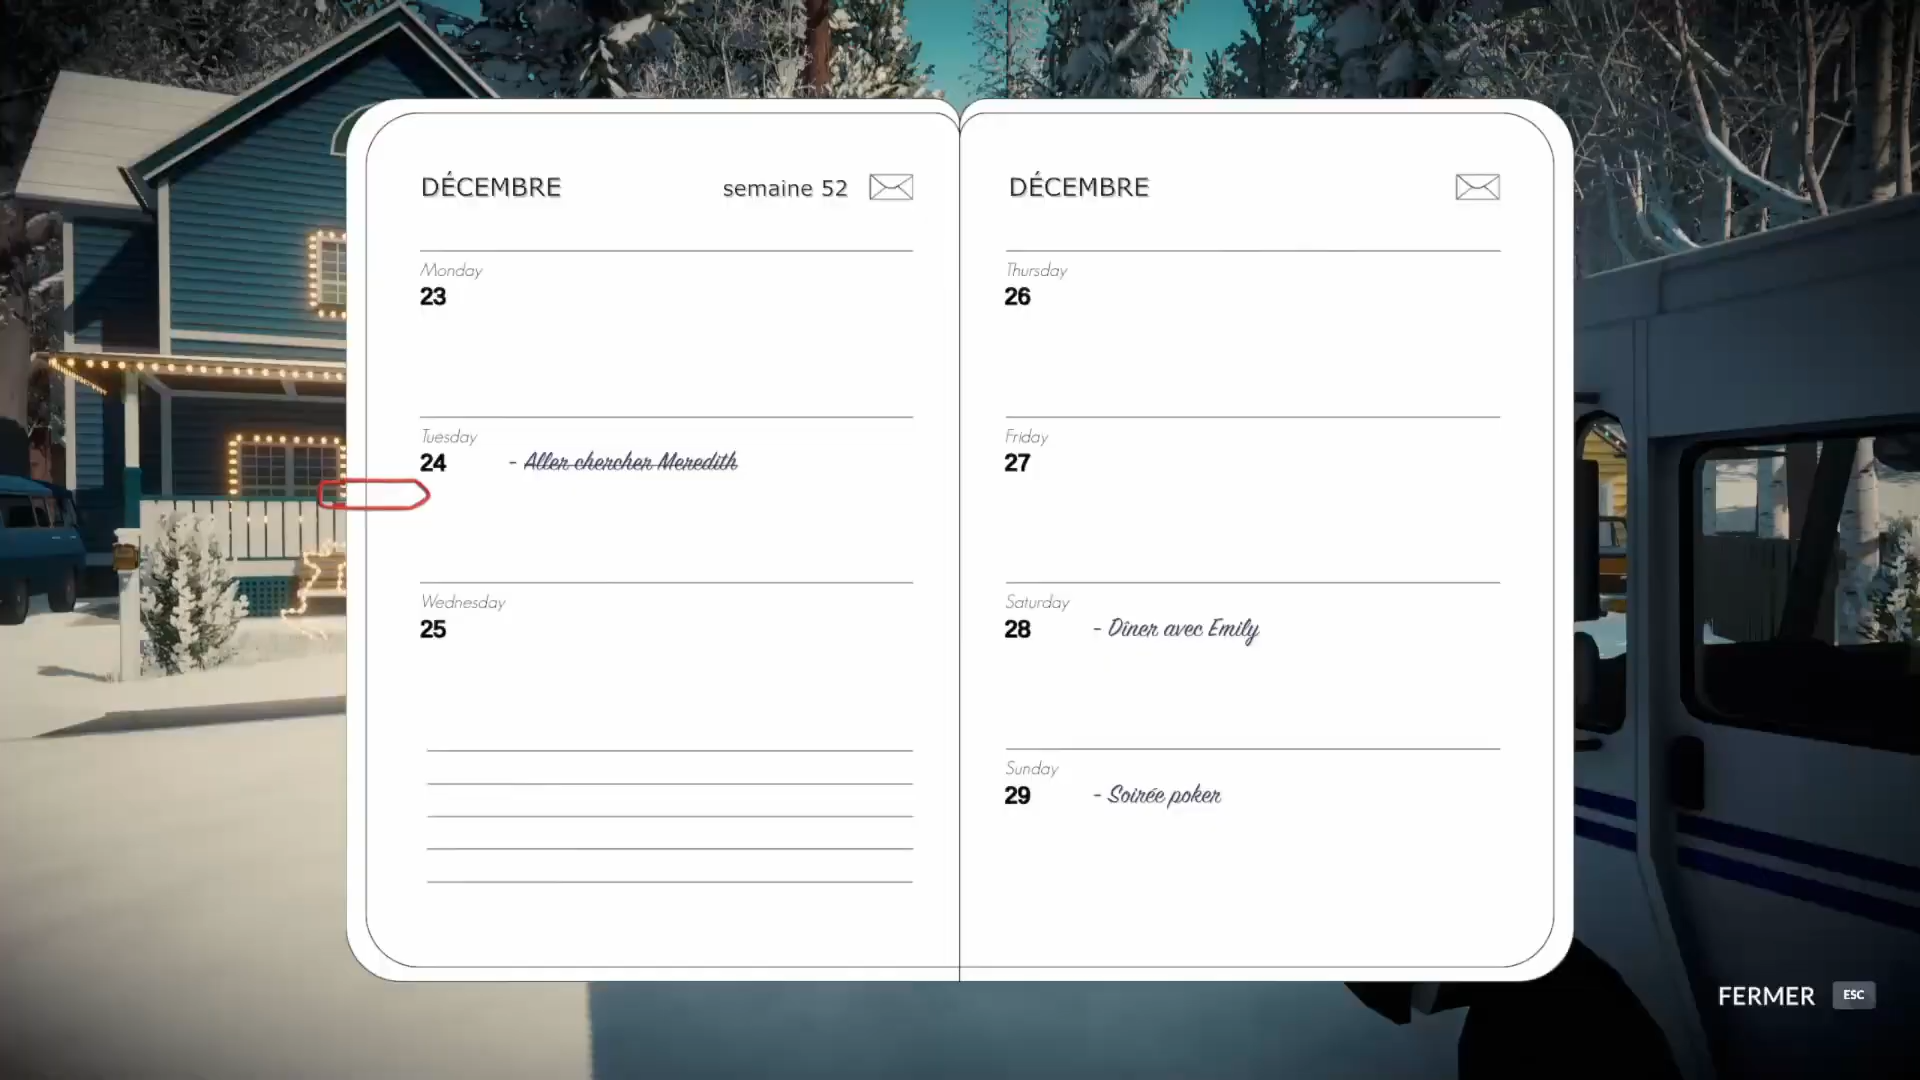 DÉCEMBRE semaine 52
Monday
23
Tuesday
24 - Aller chercher Meredith
Wednesday
25
DÉCEMBRE
Thursday
26
Friday
27
Saturday
28 - Dîner avec Emily
Sunday
29 - Soirée poker
FERMER ESC